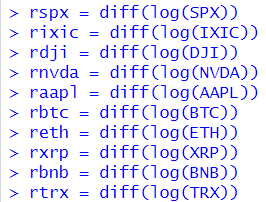 > rspx = diff(log(SPX))
> rixic = diff(log(IXIC))
> rdji = diff(log(DJI))
> rnvda = diff(log(NVDA))
> raapl = diff(log(AAPL))
> rbtc = diff(log(BTC))
> reth = diff(log(ETH))
> rxrp = diff(log(XRP))
> rbnb = diff(log(BNB))
> rtrx = diff(log(TRX))